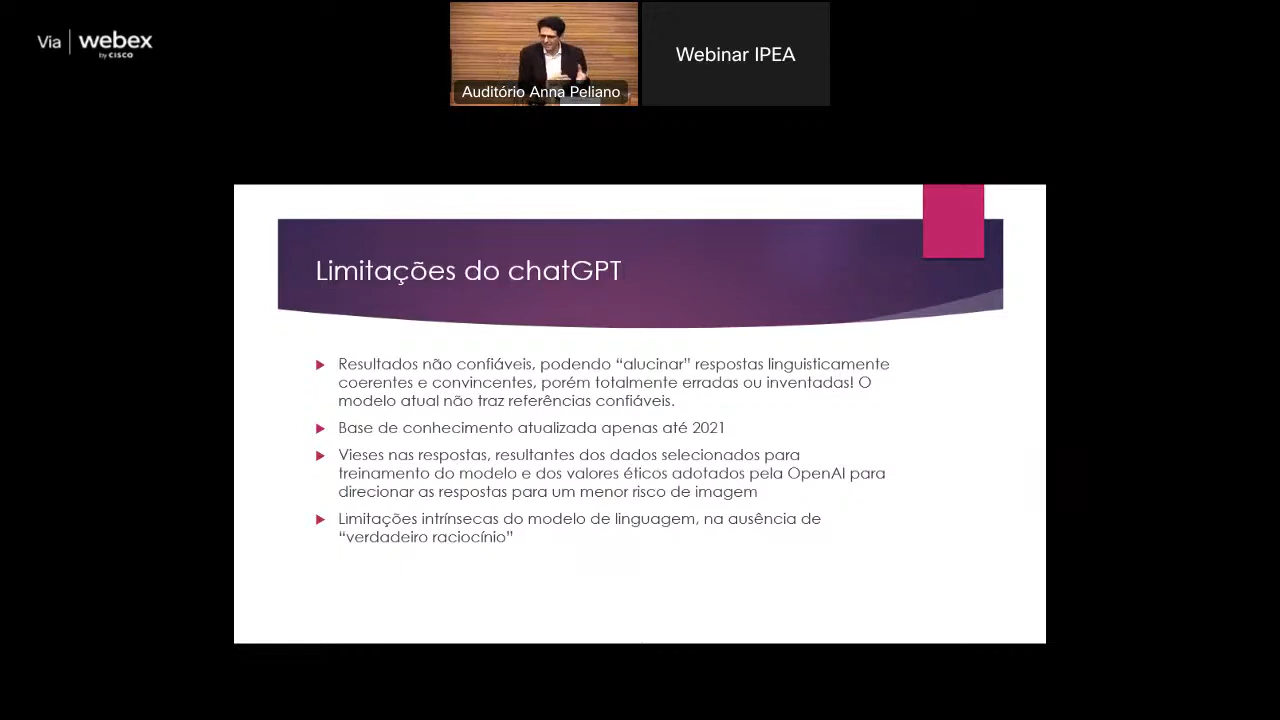 Via webex
by CISCO
Auditório Anna Peliano
Webinar IPEA
Limitações do chatGPT
Resultados não confiáveis, podendo “alucinar” respostas linguisticamente
coerentes e convincentes, porém totalmente erradas ou inventadas! O
modelo atual não traz referências confiáveis.
Base de conhecimento atualizada apenas até 2021
Vieses nas respostas, resultantes dos dados selecionados para
treinamento do modelo e dos valores éticos adotados pela OpenAI para
direcionar as respostas para um menor risco de imagem
Limitações intrínsecas do modelo de linguagem, na ausência de
“verdadeiro raciocínio”